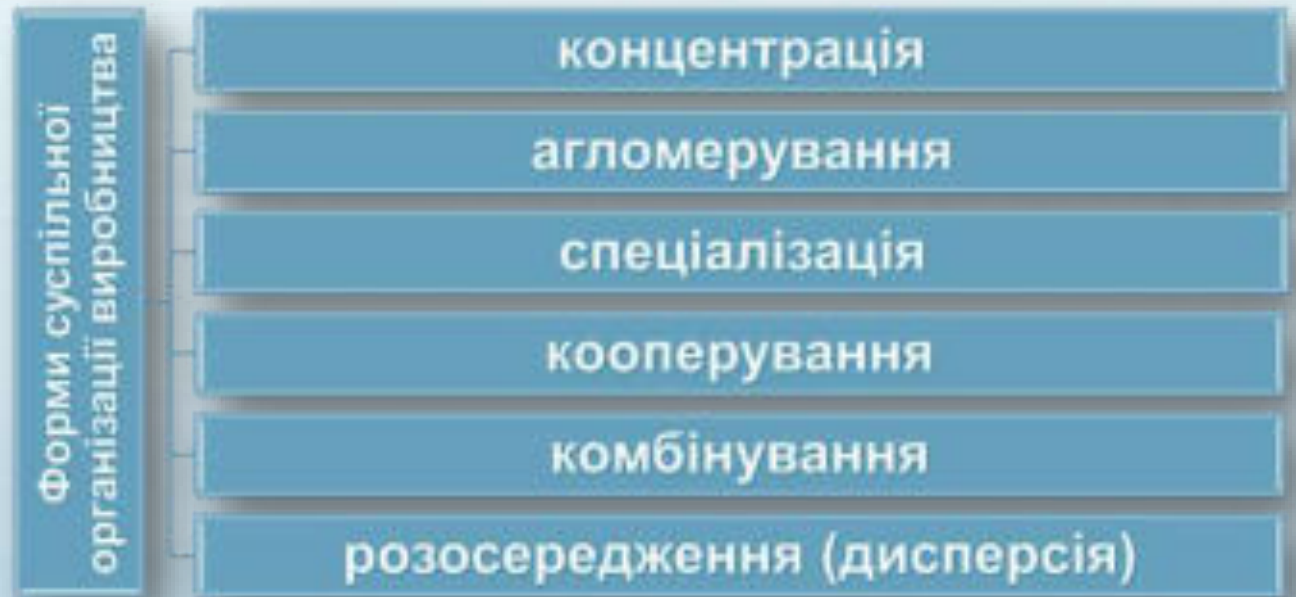 Форми суспільної
організації виробництва
концентрація
агломерування
спеціалізація
кооперування
комбінування
розосередження (дисперсія)